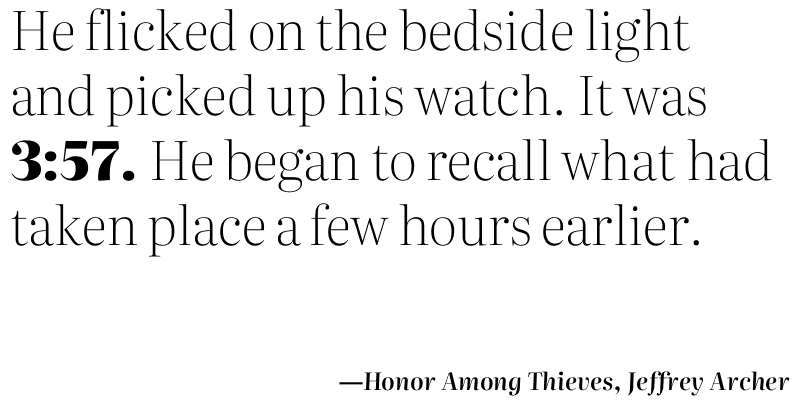 He flicked on the bedside light
and picked up his watch. It was
3:57. He began to recall what had
taken place a few hours earlier.
—Honor Among Thieves, Jeffrey Archer